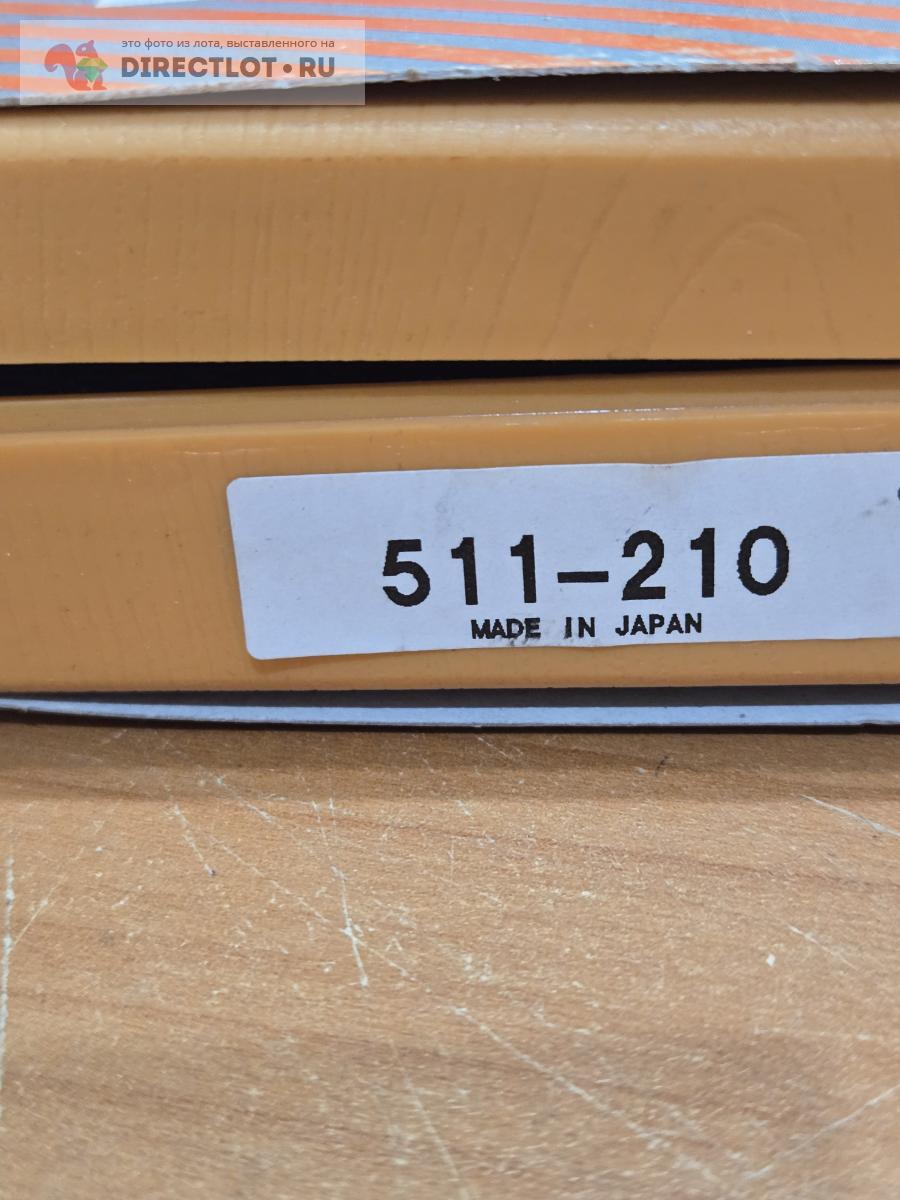 это фото из лота, выставленного на
DIRECTLOT•RU
511-210
MADE IN JAPAN